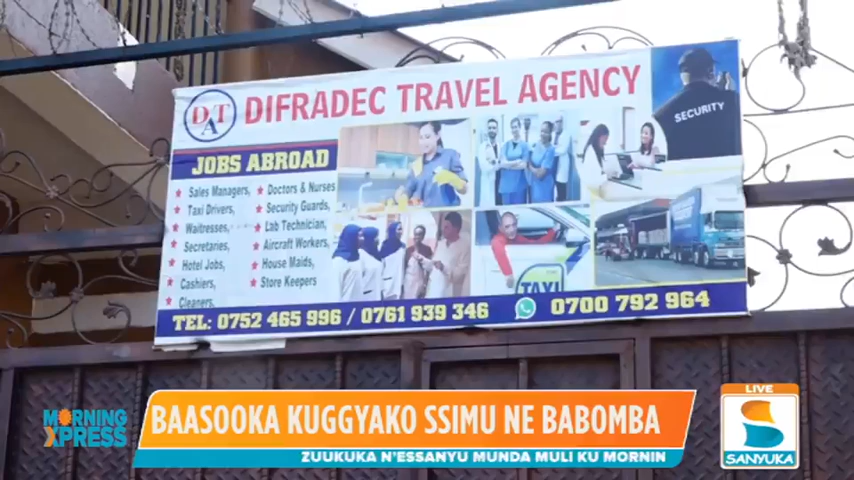 DAT
DIFRADEC TRAVEL AGENCY
SECURITY
JOBS ABROAD
★ Sales Managers,
★ Taxi Drivers,
★ Waitresses,
★ Secretaries,
★ Hotel Jobs,
★ Cashiers,
★ Cleaners,
★ Doctors & Nurses
★ Security Guards,
★ Lab Technician,
★ Aircraft Workers,
★ House Maids,
★ Store Keepers
TAXI
TEL: 0752 465 996 / 0761 939 346 0700 792 964
MORNING
XPRESS
BAASOOKA KUGGYAKO SSIMU NE BABOMBA
ZUUKUKA N'ESSANYU MUNDA MULI KU MORNIN
LIVE
S
SANYUKA